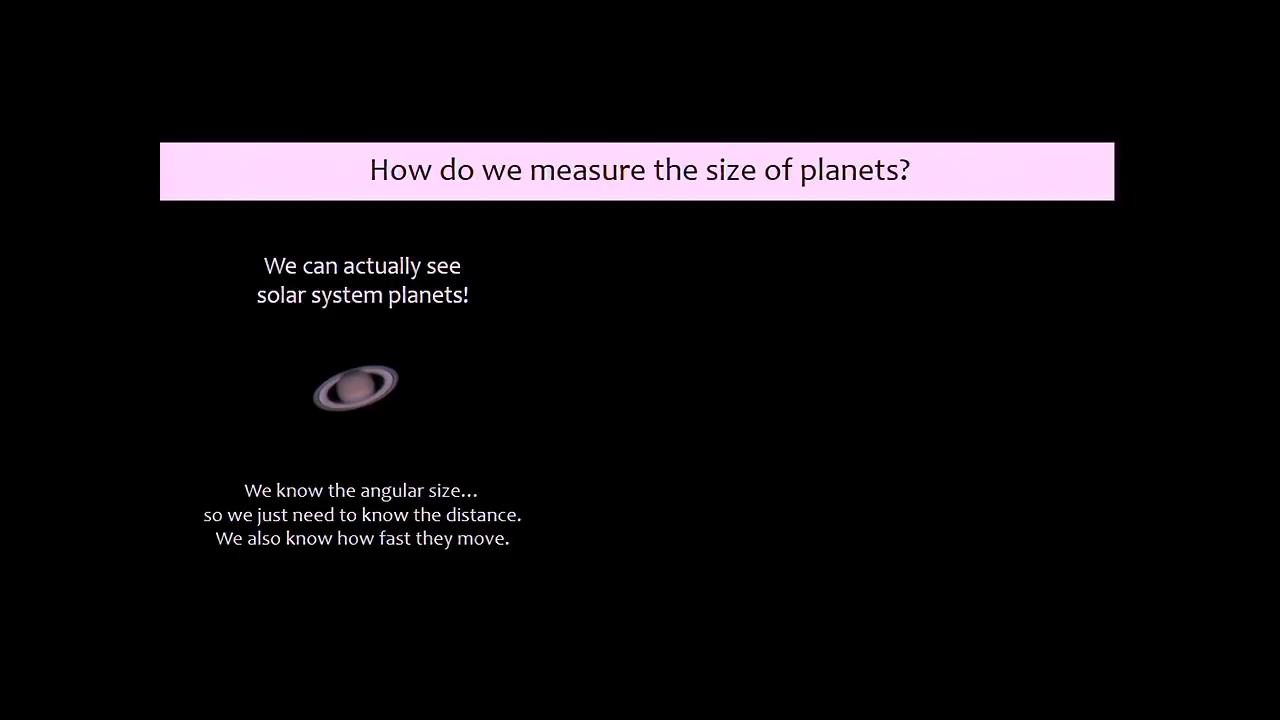 How do we measure the size of planets?
We can actually see
solar system planets!
We know the angular size...
so we just need to know the distance.
We also know how fast they move.